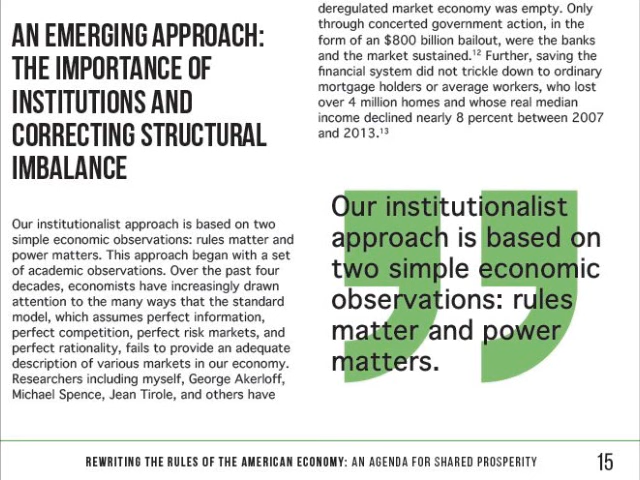 AN EMERGING APPROACH:
THE IMPORTANCE OF
INSTITUTIONS AND
CORRECTING STRUCTURAL
IMBALANCE
Our institutionalist approach is based on two
simple economic observations: rules matter and
power matters. This approach began with a set
of academic observations. Over the past four
decades, economists have increasingly drawn
attention to the many ways that the standard
model, which assumes perfect information,
perfect competition, perfect risk markets, and
perfect rationality, fails to provide an adequate
description of various markets in our economy.
Researchers including myself, George Akerloff,
Michael Spence, Jean Tirole, and others have
deregulated market economy was empty. Only
through concerted government action, in the
form of an $800 billion bailout, were the banks
and the market sustained.12 Further, saving the
financial system did not trickle down to ordinary
mortgage holders or average workers, who lost
over 4 million homes and whose real median
income declined nearly 8 percent between 2007
and 2013.13
Our institutionalist
approach is based on
two simple economic
observations: rules
matter and power
matters.
REWRITING THE RULES OF THE AMERICAN ECONOMY: AN AGENDA FOR SHARED PROSPERITY 15